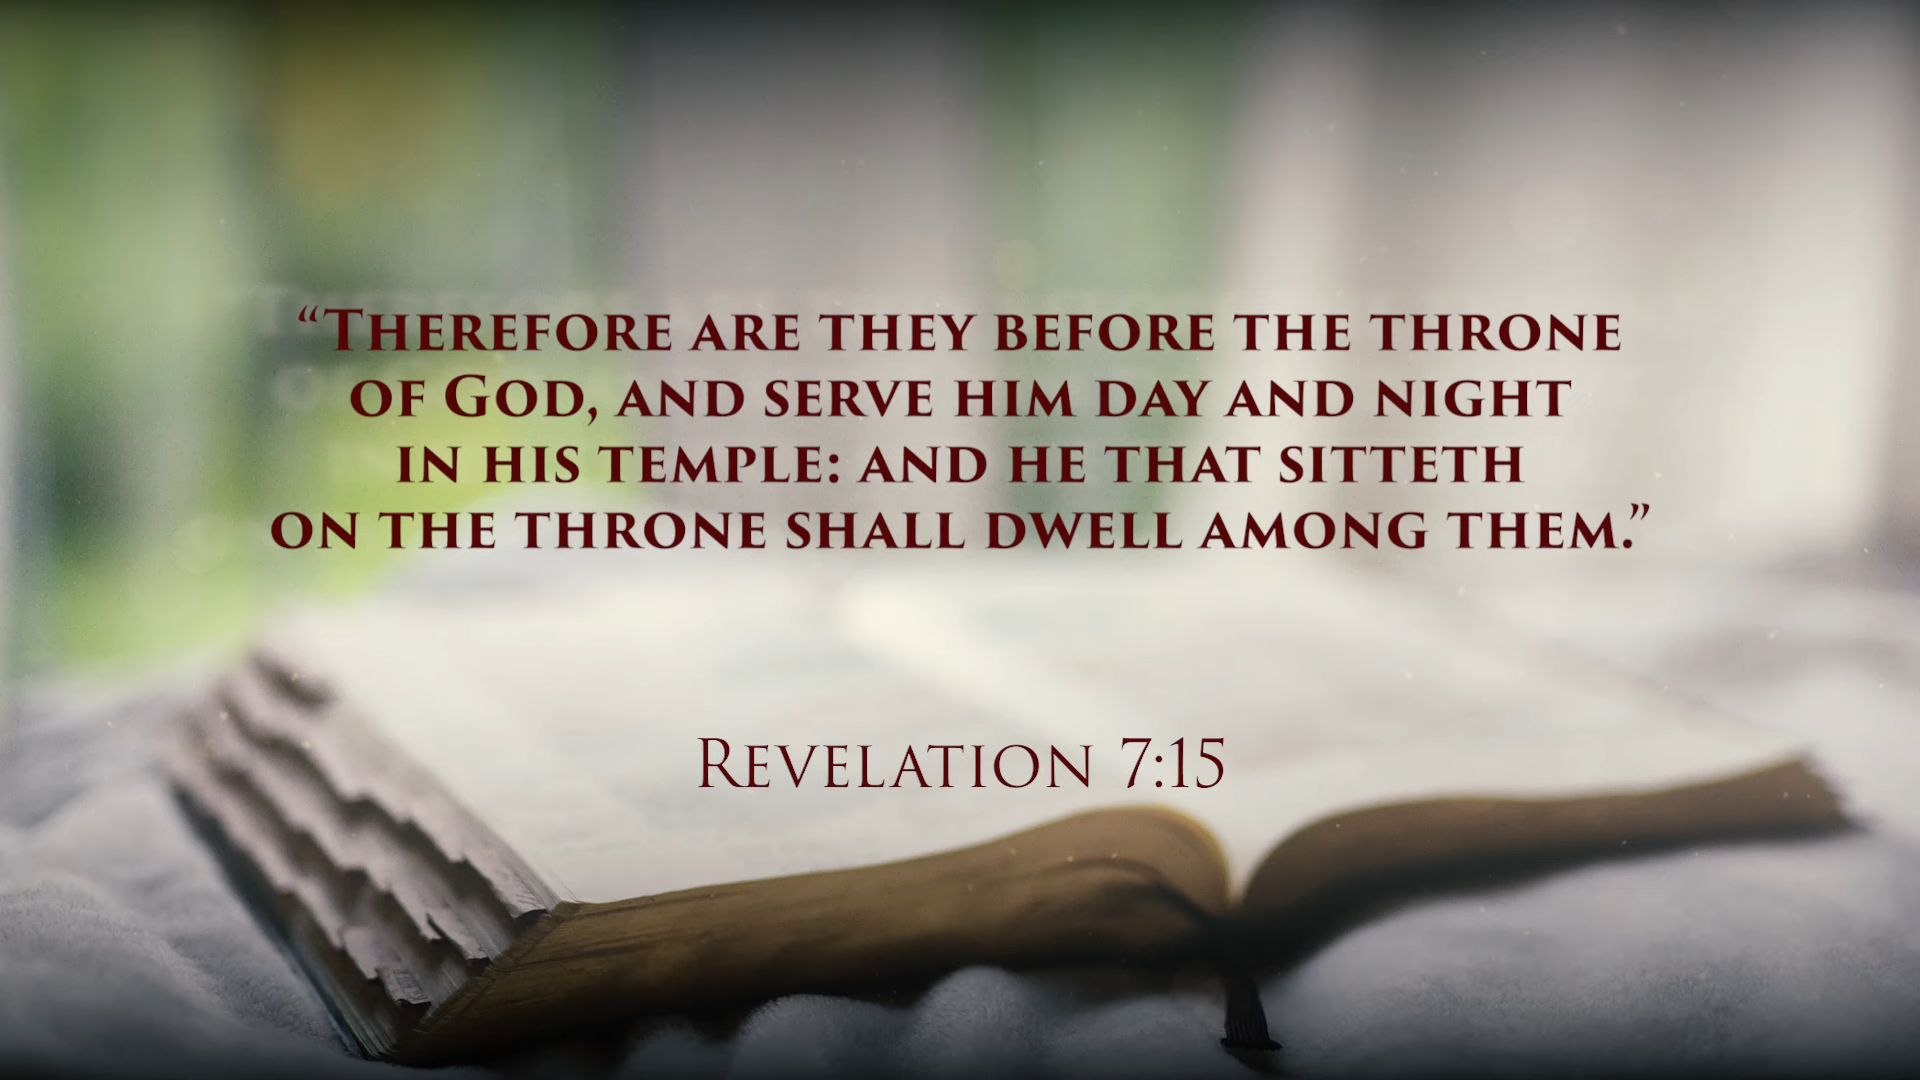 “Therefore are they before the throne
of God, and serve him day and night
in his temple: and he that sitteth
on the throne shall dwell among them.”
Revelation 7:15